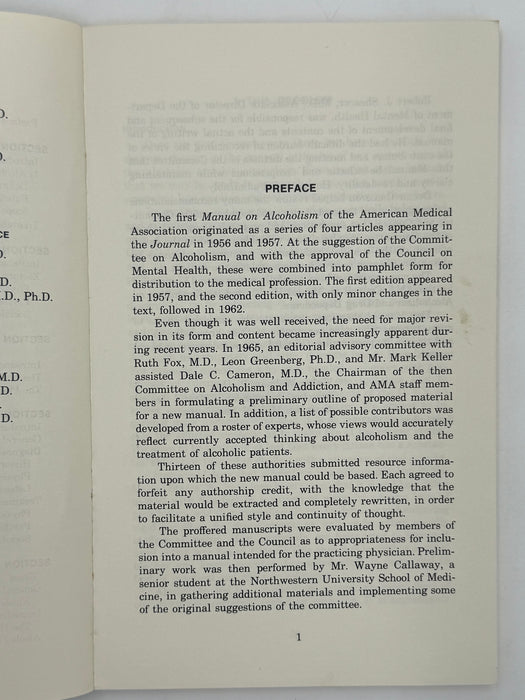 D.
D.
CE
D.
D.
.D., Ph.D.
M.D.
D.
D.
PREFACE
The first Manual on Alcoholism of the American Medical
Association originated as a series of four articles appearing in
the Journal in 1956 and 1957. At the suggestion of the Commit-
tee on Alcoholism, and with the approval of the Council on
Mental Health, these were combined into pamphlet form for
distribution to the medical profession. The first edition appeared
in 1957, and the second edition, with only minor changes in the
text, followed in 1962.
Even though it was well received, the need for major revi-
sion in its form and content became increasingly apparent dur-
ing recent years. In 1965, an editorial advisory committee with
Ruth Fox, M.D., Leon Greenberg, Ph.D., and Mr. Mark Keller
assisted Dale C. Cameron, M.D., the Chairman of the then
Committee on Alcoholism and Addiction, and AMA staff mem-
bers in formulating a preliminary outline of proposed material
for a new manual. In addition, a list of possible contributors was
developed from a roster of experts, whose views would accurately
reflect currently accepted thinking about alcoholism and the
treatment of alcoholic patients.
Thirteen of these authorities submitted resource informa-
tion upon which the new manual could be based. Each agreed to
forfeit any authorship credit, with the knowledge that the
material would be extracted and completely rewritten, in order
to facilitate a unified style and continuity of thought.
The proffered manuscripts were evaluated by members of
the Committee and the Council as to appropriateness for inclu-
sion into a manual intended for the practicing physician. Prelim-
inary work was then performed by Mr. Wayne Callaway, a
senior student at the Northwestern University School of Medi-
cine, in gathering additional materials and implementing some
of the original suggestions of the committee.
1